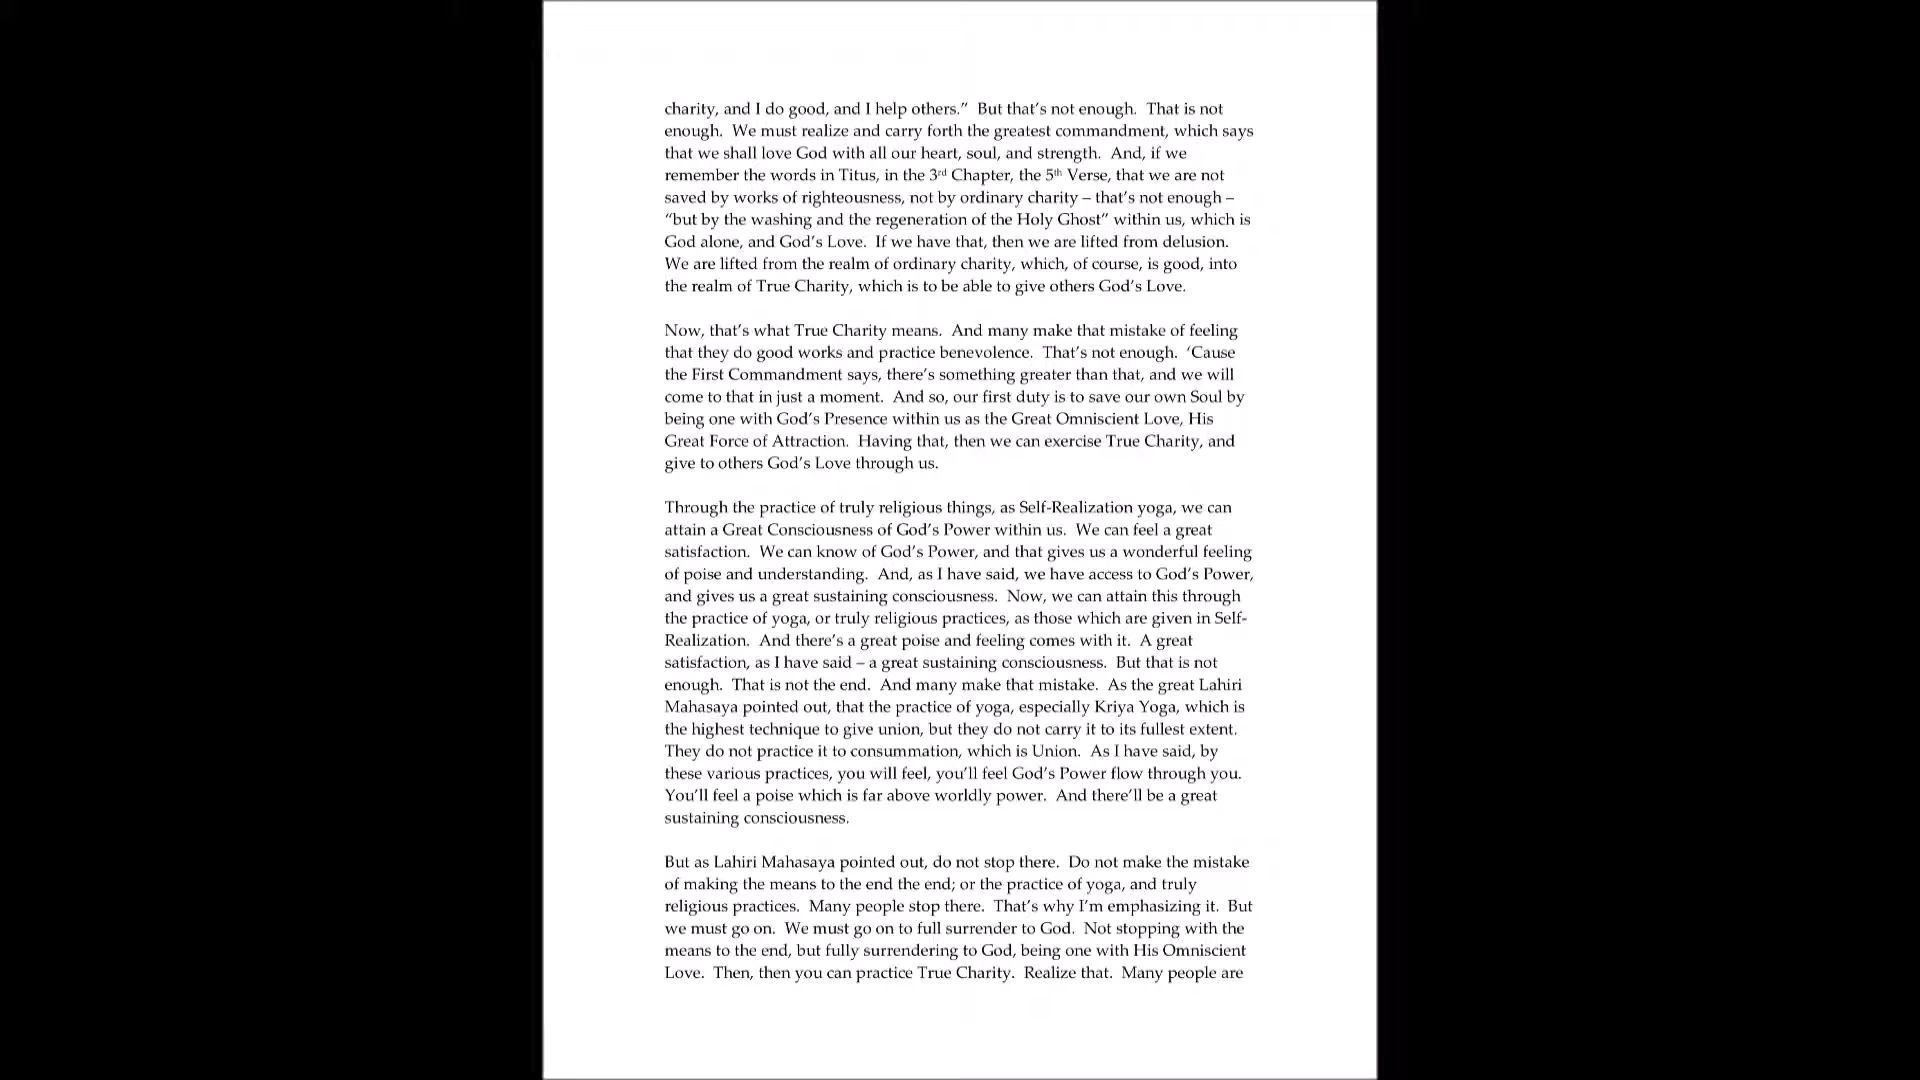 charity, and I do good, and I help others.”  But that’s not enough.  That is not
enough.  We must realize and carry forth the greatest commandment, which says
that we shall love God with all our heart, soul, and strength.  And, if we
remember the words in Titus, in the 3rd Chapter, the 5th Verse, that we are not
saved by works of righteousness, not by ordinary charity – that’s not enough –
“but by the washing and the regeneration of the Holy Ghost” within us, which is
God alone, and God’s Love.  If we have that, then we are lifted from delusion.
We are lifted from the realm of ordinary charity, which, of course, is good, into
the realm of True Charity, which is to be able to give others God’s Love.
Now, that’s what True Charity means.  And many make that mistake of feeling
that they do good works and practice benevolence.  That’s not enough.  ‘Cause
the First Commandment says, there’s something greater than that, and we will
come to that in just a moment.  And so, our first duty is to save our own Soul by
being one with God’s Presence within us as the Great Omniscient Love, His
Great Force of Attraction.  Having that, then we can exercise True Charity, and
give to others God’s Love through us.
Through the practice of truly religious things, as Self-Realization yoga, we can
attain a Great Consciousness of God’s Power within us.  We can feel a great
satisfaction.  We can know of God’s Power, and that gives us a wonderful feeling
of poise and understanding.  And, as I have said, we have access to God’s Power,
and gives us a great sustaining consciousness.  Now, we can attain this through
the practice of yoga, or truly religious practices, as those which are given in Self-
Realization.  And there’s a great poise and feeling comes with it.  A great
satisfaction, as I have said – a great sustaining consciousness.  But that is not
enough.  That is not the end.  And many make that mistake.  As the great Lahiri
Mahasaya pointed out, that the practice of yoga, especially Kriya Yoga, which is
the highest technique to give union, but they do not carry it to its fullest extent.
They do not practice it to consummation, which is Union.  As I have said, by
these various practices, you will feel, you’ll feel God’s Power flow through you.
You’ll feel a poise which is far above worldly power.  And there’ll be a great
sustaining consciousness.
But as Lahiri Mahasaya pointed out, do not stop there.  Do not make the mistake
of making the means to the end the end; or the practice of yoga, and truly
religious practices.  Many people stop there.  That’s why I’m emphasizing it.  But
we must go on.  We must go on to full surrender to God.  Not stopping with the
means to the end, but fully surrendering to God, being one with His Omniscient
Love.  Then, then you can practice True Charity.  Realize that.  Many people are